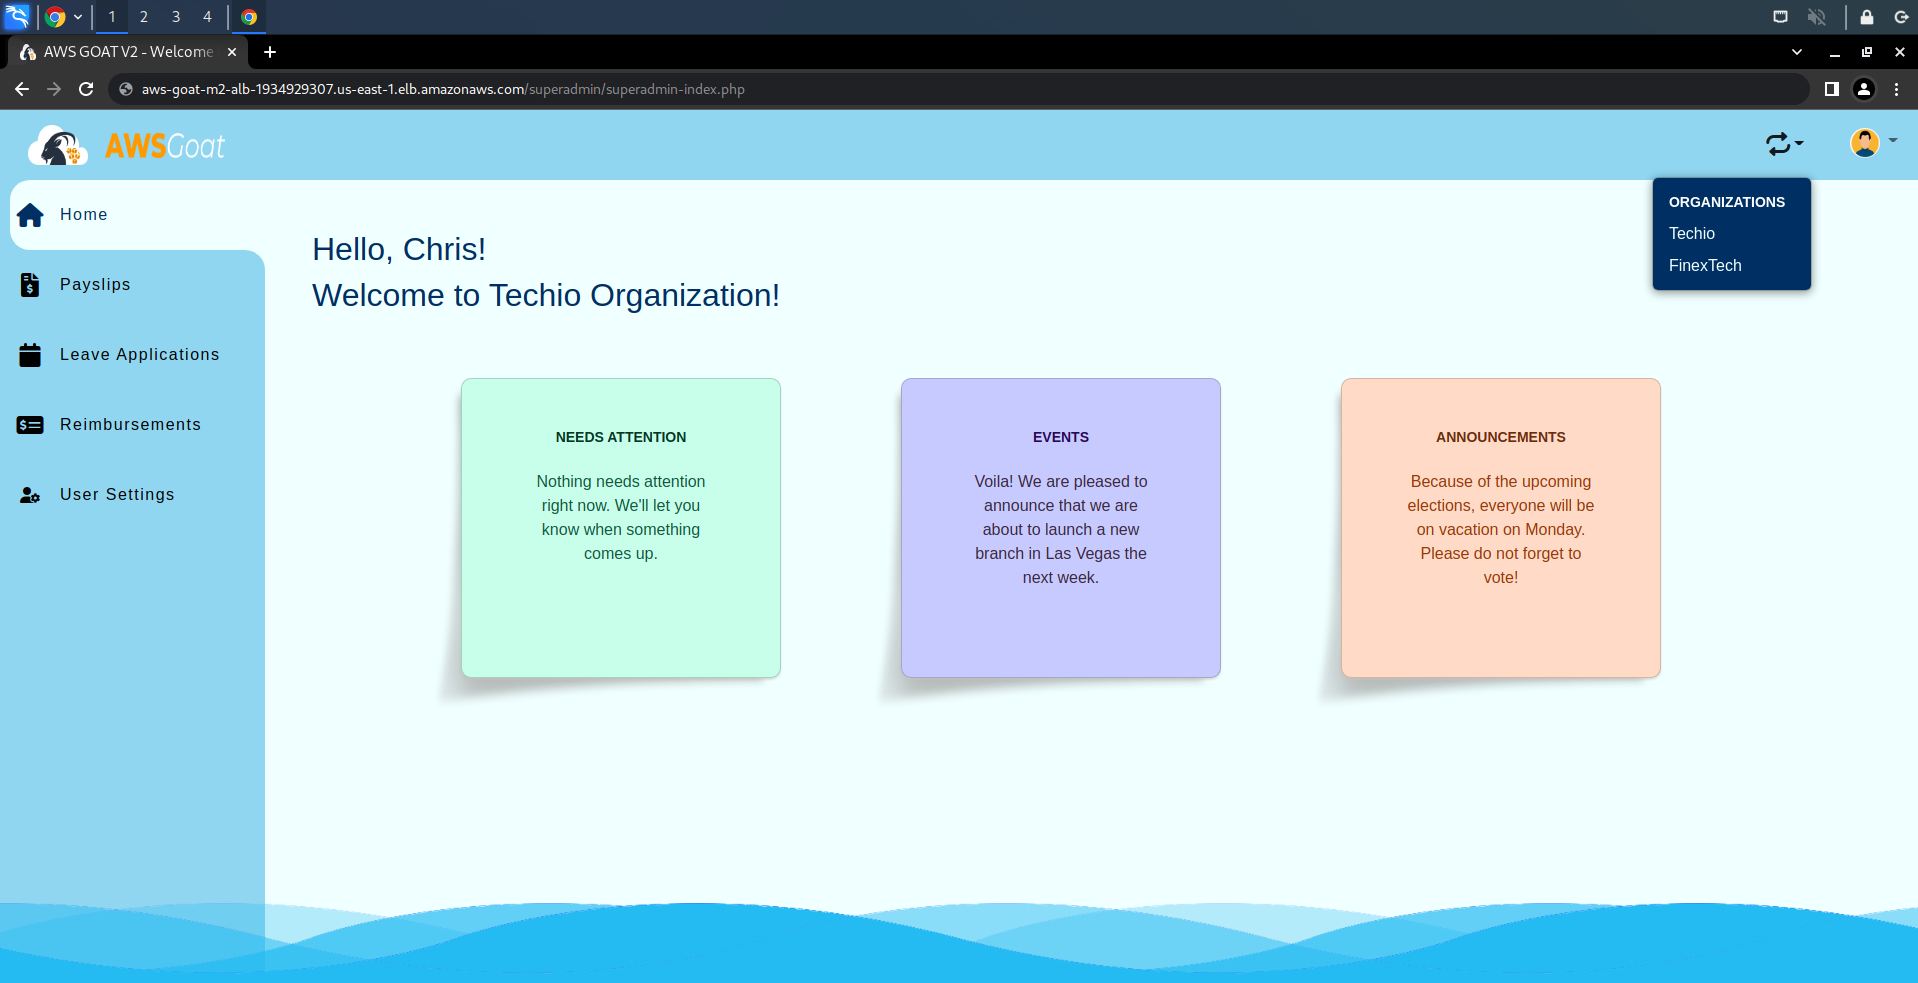 1 2 3 4
AWS GOAT V2 - Welcome
aws-goat-m2-alb-1934929307.us-east-1.elb.amazonaws.com/superadmin/superadmin-index.php
AWSGoat
ORGANIZATIONS
Techio
FinexTech
Home
Payslips
Leave Applications
Reimbursements
User Settings
Hello, Chris!
Welcome to Techio Organization!
NEEDS ATTENTION
Nothing needs attention
right now. We'll let you
know when something
comes up.
EVENTS
Voila! We are pleased to
announce that we are
about to launch a new
branch in Las Vegas the
next week.
ANNOUNCEMENTS
Because of the upcoming
elections, everyone will be
on vacation on Monday.
Please do not forget to
vote!